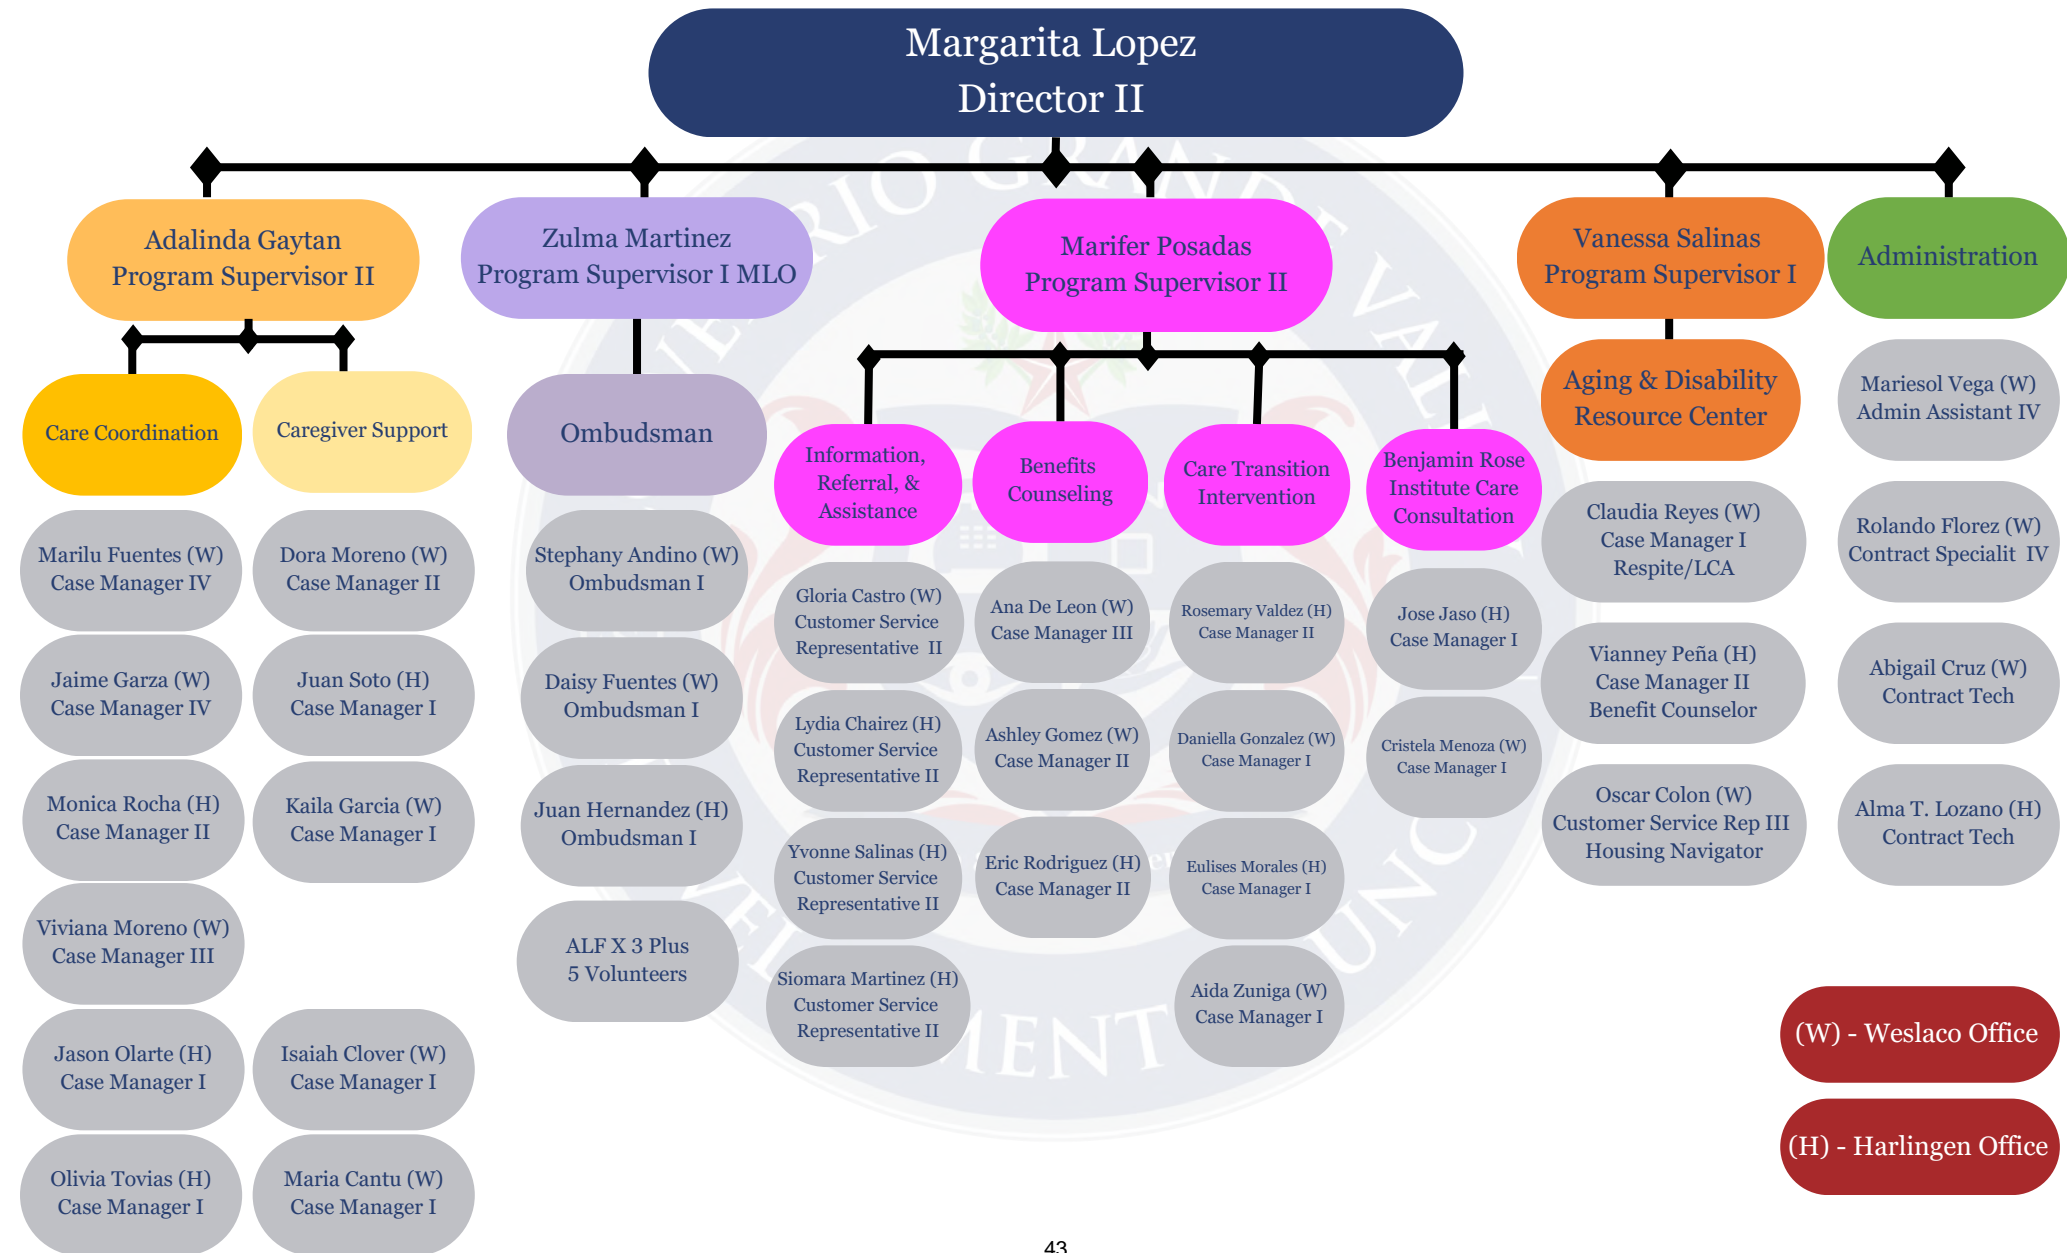 Margarita Lopez
Director II
Adalinda Gaytan
Program Supervisor II
Zulma Martinez
Program Supervisor I MLO
Marifer Posadas
Program Supervisor II
Vanessa Salinas
Program Supervisor I
Administration
Care Coordination
Caregiver Support
Ombudsman
Information,
Referral, &
Assistance
Benefits
Counseling
Care Transition
Intervention
Benjamin Rose
Institute Care
Consultation
Aging & Disability
Resource Center
Marilu Fuentes (W)
Case Manager IV
Jaime Garza (W)
Case Manager IV
Monica Rocha (H)
Case Manager II
Viviana Moreno (W)
Case Manager III
Jason Olarte (H)
Case Manager I
Olivia Tovias (H)
Case Manager I
Dora Moreno (W)
Case Manager II
Juan Soto (H)
Case Manager I
Kaila Garcia (W)
Case Manager I
Isaiah Clover (W)
Case Manager I
Maria Cantu (W)
Case Manager I
Stephany Andino (W)
Ombudsman I
Daisy Fuentes (W)
Ombudsman I
Juan Hernandez (H)
Ombudsman I
ALF X 3 Plus
5 Volunteers
Gloria Castro (W)
Customer Service
Representative  II
Lydia Chairez (H)
Customer Service
Representative II
Yvonne Salinas (H)
Customer Service
Representative II
Siomara Martinez (H)
Customer Service
Representative II
Ana De Leon (W)
Case Manager III
Ashley Gomez (W)
Case Manager II
Eric Rodriguez (H)
Case Manager II
Rosemary Valdez (H)
Case Manager II
Daniella Gonzalez (W)
Case Manager I
Eulises Morales (H)
Case Manager I
Aida Zuniga (W)
Case Manager I
Jose Jaso (H)
Case Manager I
Cristela Menoza (W)
Case Manager I
Claudia Reyes (W)
Case Manager I
Respite/LCA
Vianney Peña (H)
Case Manager II
Benefit Counselor
Oscar Colon (W)
Customer Service Rep III
Housing Navigator
Mariesol Vega (W)
Admin Assistant IV
Rolando Florez (W)
Contract Specialit  IV
Abigail Cruz (W)
Contract Tech
Alma T. Lozano (H)
Contract Tech
(W) - Weslaco Office
(H) - Harlingen Office
RIO GRANDE
43